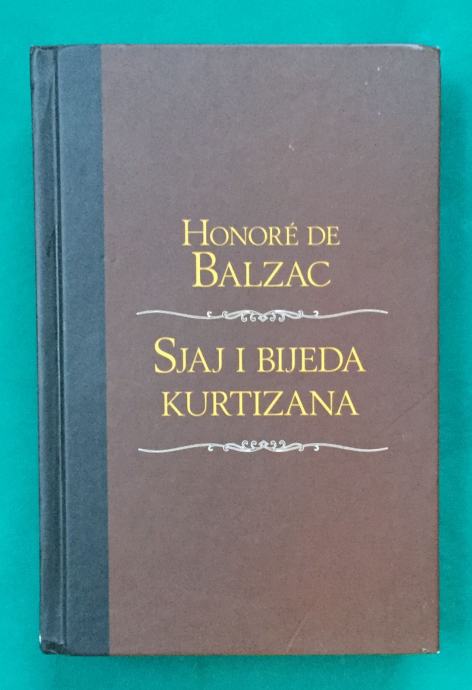 Honoré de
Balzac
Sjaj i bijeda
kurtizana